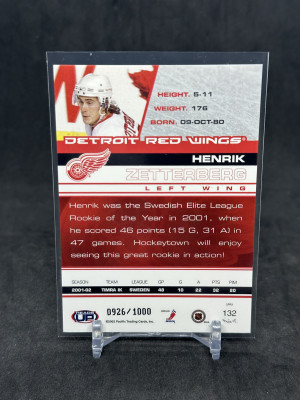 HEIGHT. 5-11
WEIGHT. 176
BORN. 09-OCT-80
DETROIT RED WINGS
HENRIK
ZETTERBERG
LEFT WING
Henrik was the Swedish Elite League
Rookie of the Year in 2001, when
he scored 46 points (15 G, 31 A) in
47 games. Hockeytown will enjoy
seeing this great rookie in action!
SEASON TEAM LEAGUE GP G A PTS PIM
2001-02 TIMRA IK SWEDEN 48 10 22 32 20
0926/1000
132